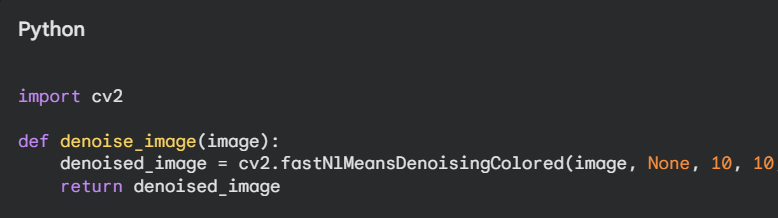 Python
import cv2
def denoise_image(image):
denoised_image = cv2.fastNlMeansDenoisingColored(image, None, 10, 10
return denoised_image